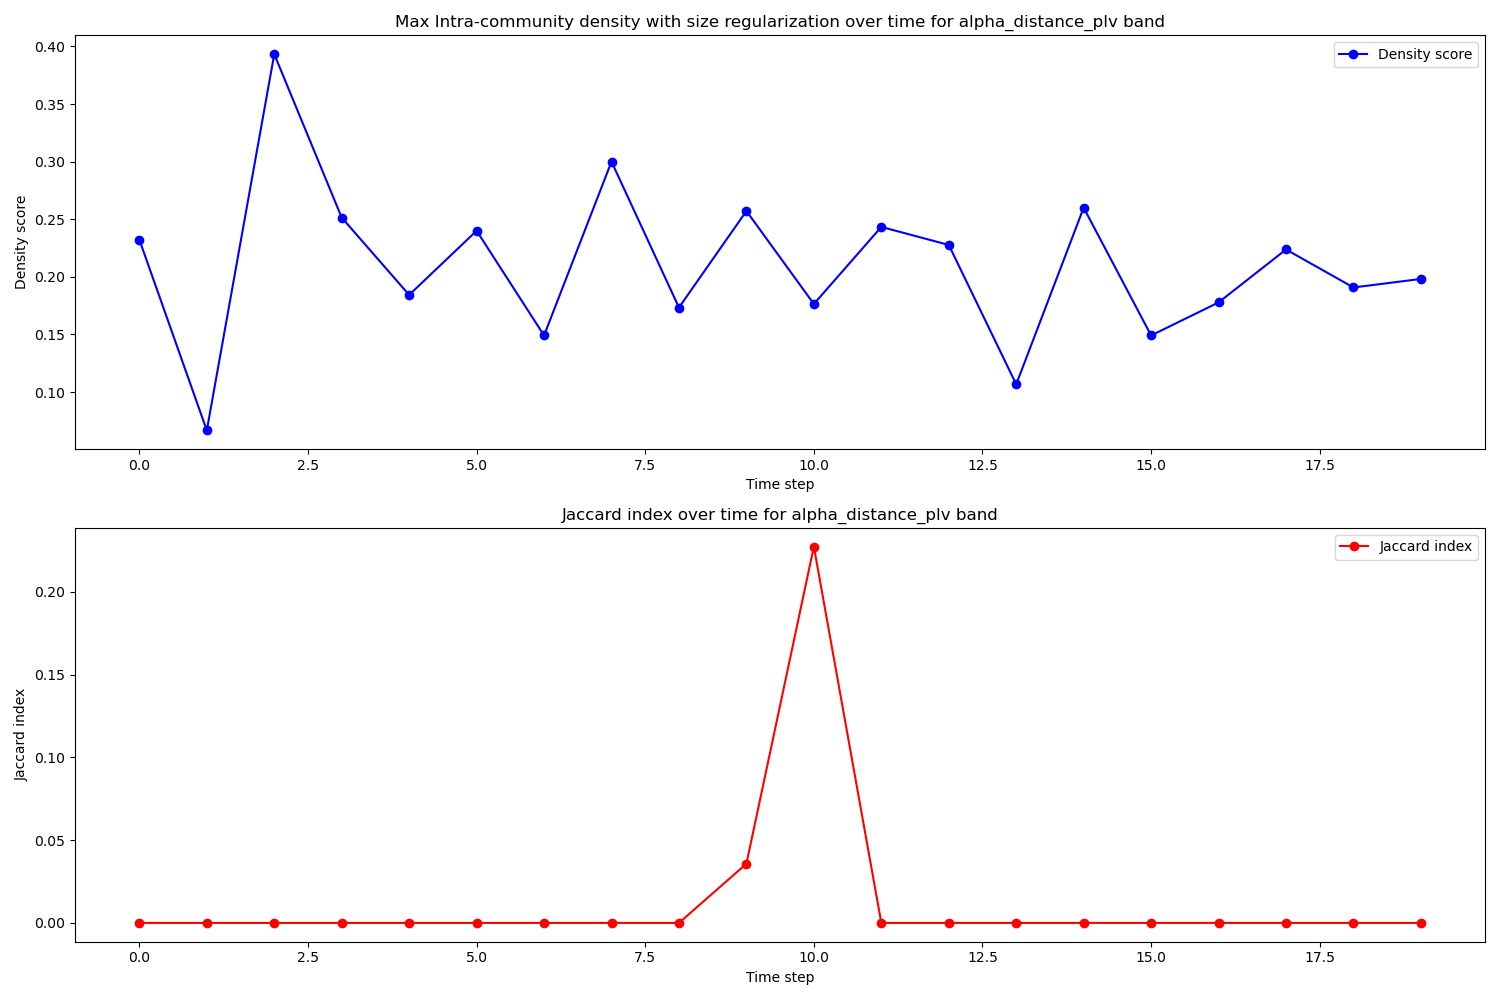 Max Intra-community density with size regularization over time for alpha_distance_plv band
Density score
0.40
0.35
0.30
0.25
0.20
0.15
0.10
Density score
0.0 2.5 5.0 7.5 10.0 12.5 15.0 17.5
Time step
Jaccard index over time for alpha_distance_plv band
Jaccard index
0.20
0.15
0.10
0.05
0.00
Jaccard index
0.0 2.5 5.0 7.5 10.0 12.5 15.0 17.5
Time step